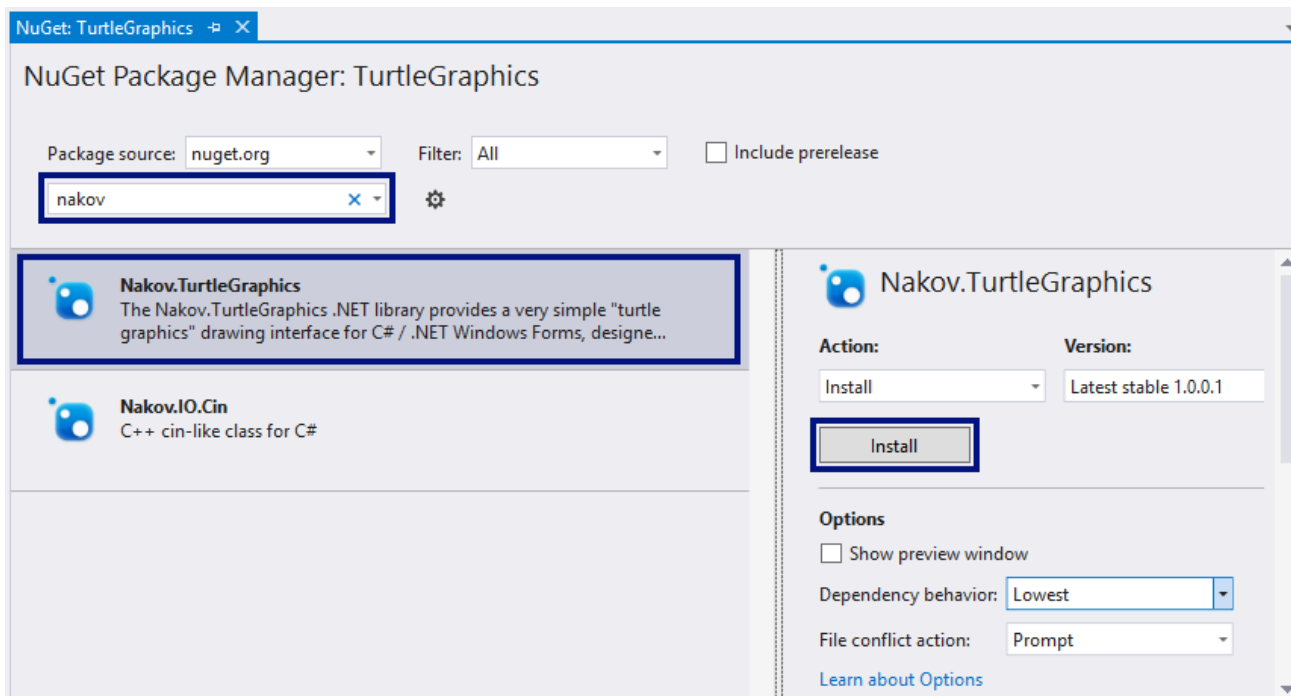 NuGet: TurtleGraphics
NuGet Package Manager: TurtleGraphics
Package source: nuget.org Filter: All Include prerelease
nakov
Nakov.TurtleGraphics
The Nakov.TurtleGraphics .NET library provides a very simple "turtle
graphics" drawing interface for C# / .NET Windows Forms, designe...
Nakov.IO.Cin
C++ cin-like class for C#
Nakov.TurtleGraphics
Action: Version:
Install Latest stable 1.0.0.1
Install
Options
Show preview window
Dependency behavior: Lowest
File conflict action: Prompt
Learn about Options